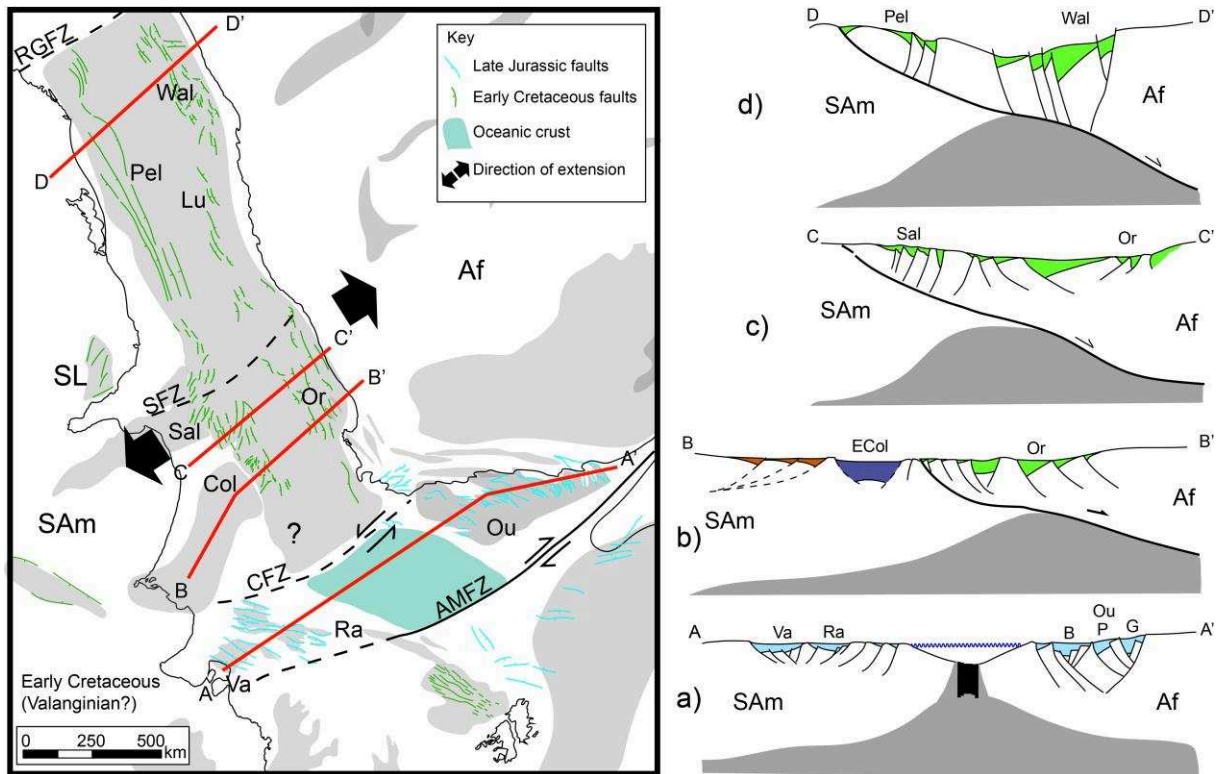 RGFZ
D'
Wal
D
Pel
Lu
Af
Key
Late Jurassic faults
Early Cretaceous faults
Oceanic crust
Direction of extension
SL
SFZ
C'
B'
Or
Sal
C
Col
A'
SAm
?
Ou
B
CFZ
AMFZ
Ra
A
Va
Early Cretaceous
(Valanginian?)
0 250 500
km
D Pel Wal D'
SAm Af
d)
C Sal Or C'
SAm Af
c)
B ECol Or B'
SAm Af
b)
Ou
A Va Ra B P G A'
SAm Af
a)